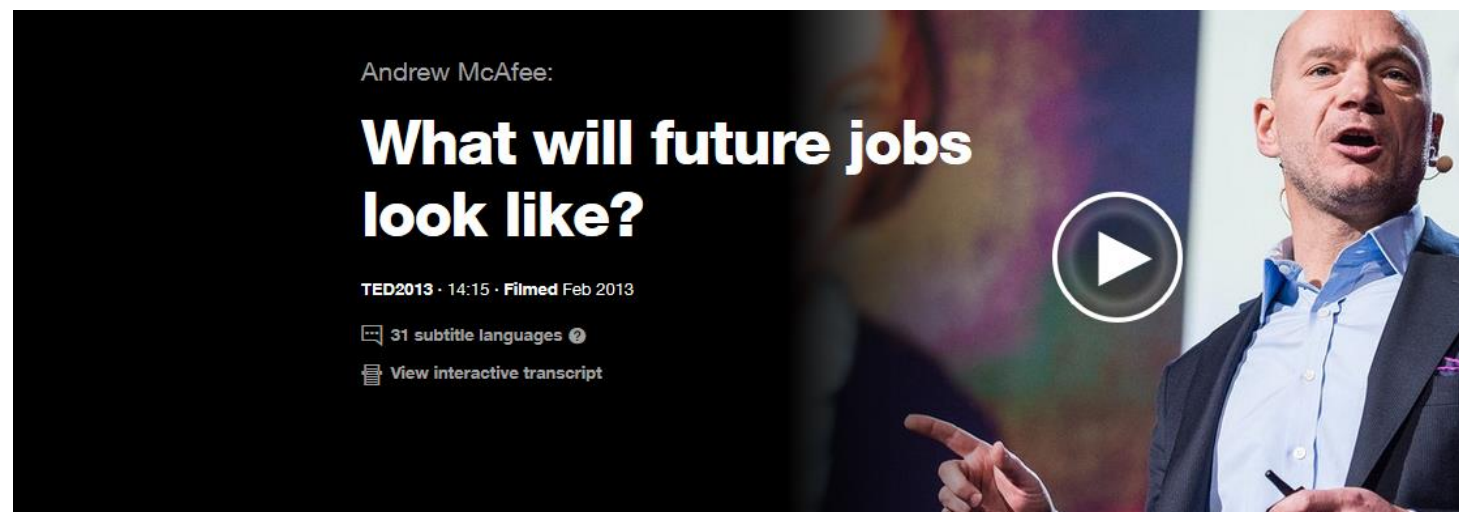 Andrew McAfee:
What will future jobs
look like?
TED2013 · 14:15 · Filmed Feb 2013
31 subtitle languages ?
View interactive transcript